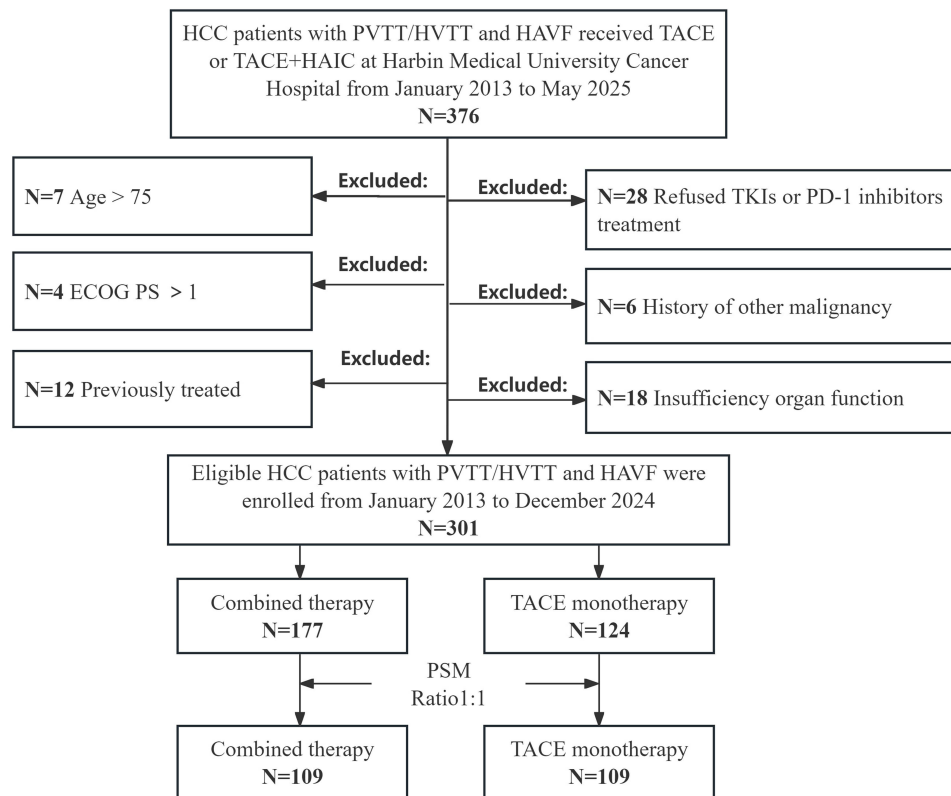 HCC patients with PVTT/HVTT and HAVF received TACE
or TACE+HAIC at Harbin Medical University Cancer
Hospital from January 2013 to May 2025
N=376
Excluded:
N=7 Age > 75
Excluded:
N=28 Refused TKIs or PD-1 inhibitors
treatment
Excluded:
N=4 ECOG PS > 1
Excluded:
N=6 History of other malignancy
Excluded:
N=12 Previously treated
Excluded:
N=18 Insufficiency organ function
Eligible HCC patients with PVTT/HVTT and HAVF were
enrolled from January 2013 to December 2024
N=301
Combined therapy
N=177
TACE monotherapy
N=124
PSM
Ratio1:1
Combined therapy
N=109
TACE monotherapy
N=109